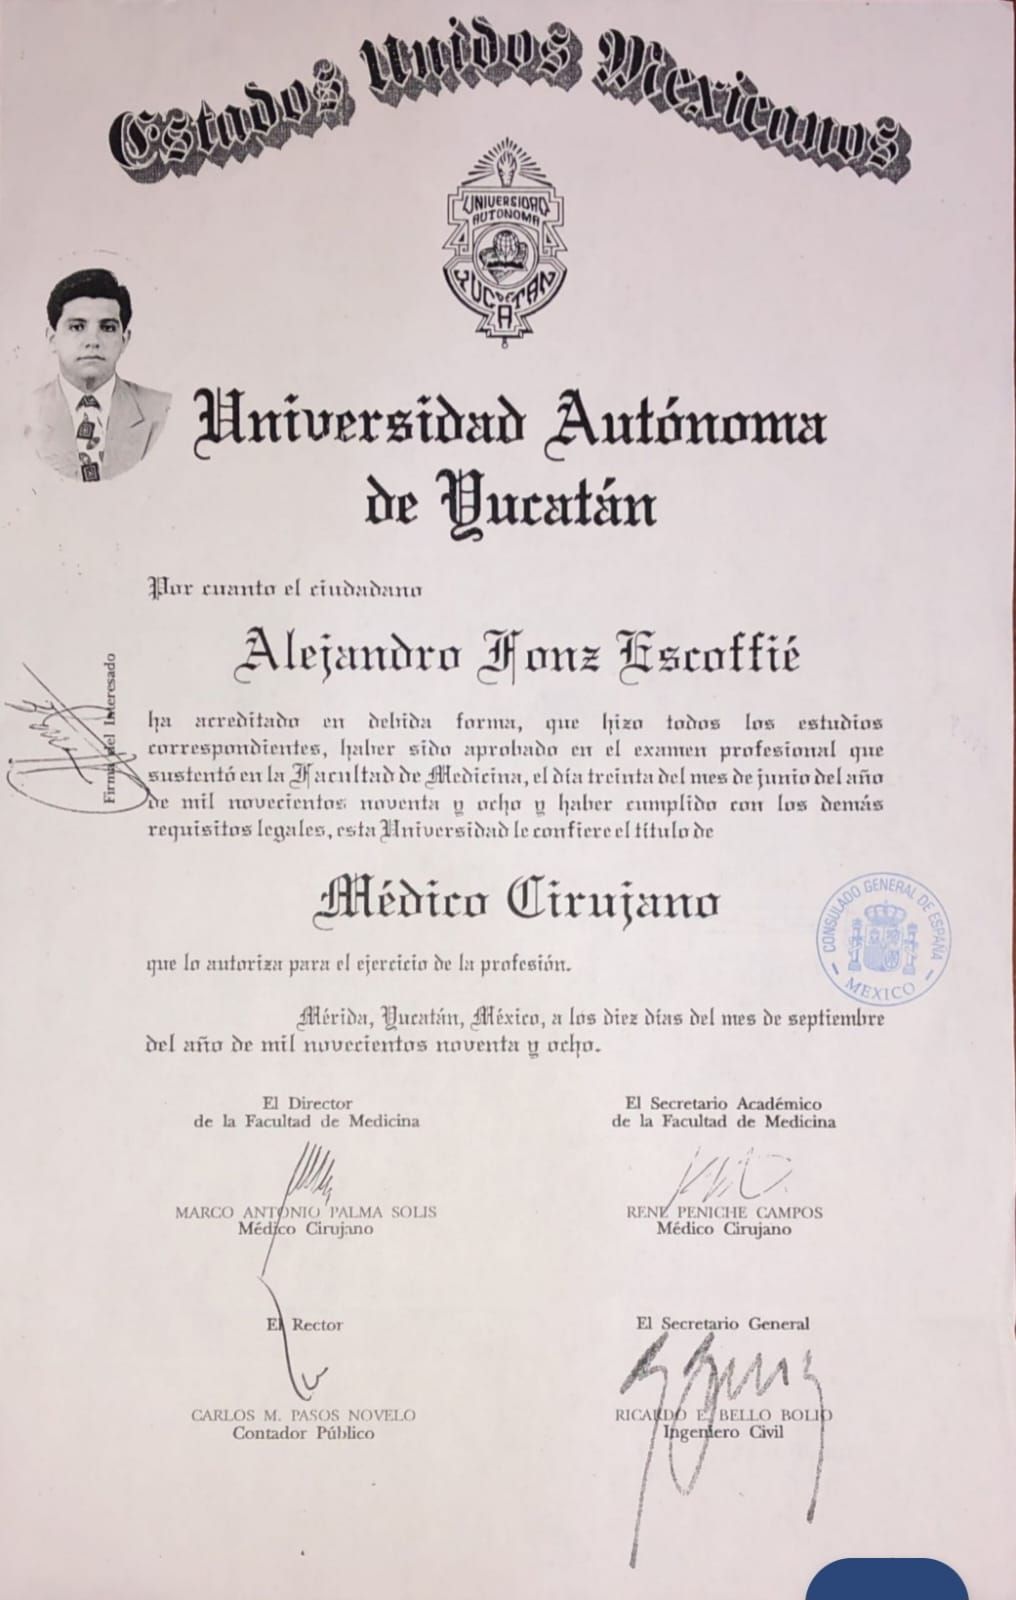 Estados Unidos Mexicanos
UNIVERSIDAD
AUTONOMA
DE
YUCATAN
Universidad Autónoma
de Yucatán
Por cuanto el ciudadano
Alejandro Fonz Escoffié
Firma del Interesado
ha acreditado en debida forma, que hizo todos los estudios
correspondientes, haber sido aprobado en el examen profesional que
sustentó en la Facultad de Medicina, el día treinta del mes de junio del año
de mil novecientos noventa y ocho y haber cumplido con los demás
requisitos legales, esta Universidad le confiere el título de
Médico Cirujano
CONSULADO GENERAL DE ESPAÑA
- MEXICO -
que lo autoriza para el ejercicio de la profesión.
Mérida, Yucatán, México, a los diez días del mes de septiembre
del año de mil novecientos noventa y ocho.
El Director
de la Facultad de Medicina
MARCO ANTONIO PALMA SOLIS
Médico Cirujano
El Secretario Académico
de la Facultad de Medicina
RENE PENICHE CAMPOS
Médico Cirujano
El Rector
CARLOS M. PASOS NOVELO
Contador Público
El Secretario General
RICARDO E. BELLO BOLIO
Ingeniero Civil